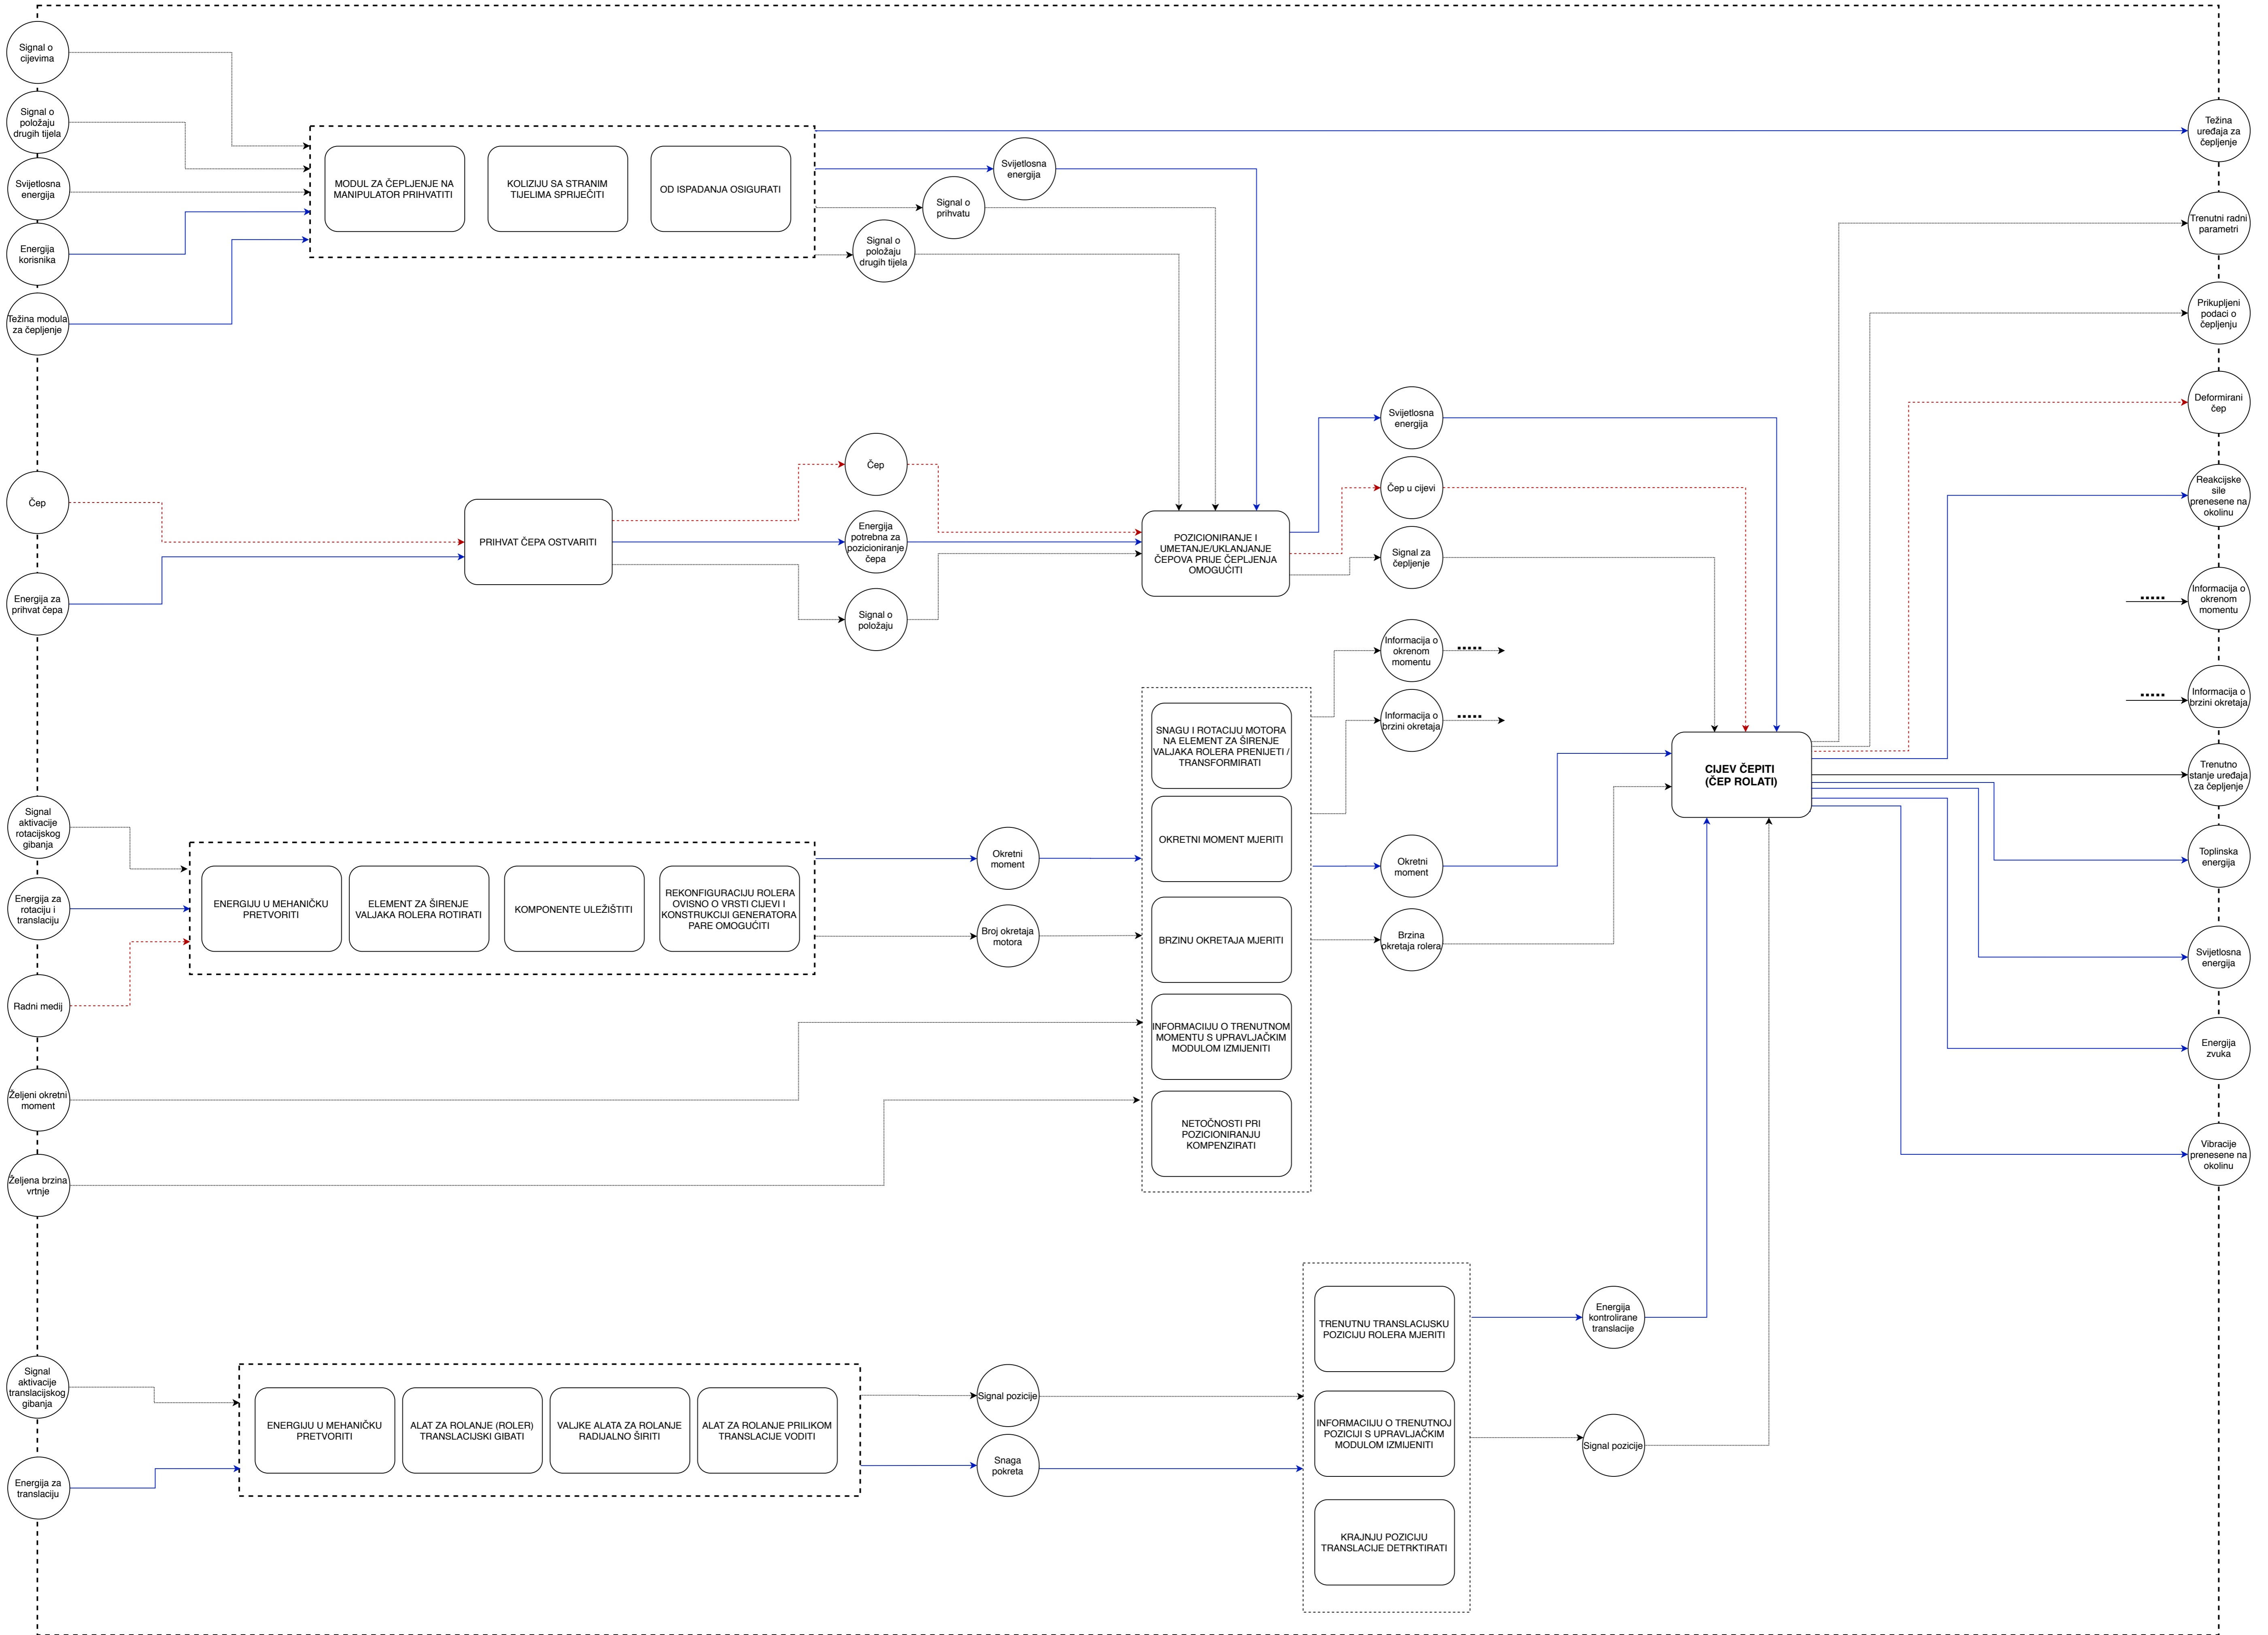 Signal o
cijevima
Signal o
položaju
drugih tijela
Svijetlosna
energija
Energija
korisnika
Težina modula
za čepljenje
MODUL ZA ČEPLJENJE NA
MANIPULATOR PRIHVATITI
KOLIZIJU SA STRANIM
TIJELIMA SPRIJEČITI
OD ISPADANJA OSIGURATI
Svijetlosna
energija
Signal o
prihvatu
Signal o
položaju
drugih tijela
Težina
uređaja za
čepljenje
Trenutni radni
parametri
Prikupljeni
podaci o
čepljenju
Deformirani
čep
Reakcijske
sile
prenesene na
okolinu
Informacija o
okrenom
momentu
Informacija o
brzini okretaja
Trenutno
stanje uređaja
za čepljenje
Toplinska
energija
Svijetlosna
energija
Energija
zvuka
Vibracije
prenesene na
okolinu
Čep
Energija za
prihvat čepa
PRIHVAT ČEPA OSTVARITI
Čep
Energija
potrebna za
pozicioniranje
čepa
Signal o
položaju
POZICIONIRANJE I
UMETANJE/UKLANJANJE
ČEPOVA PRIJE ČEPLJENJA
OMOGUĆITI
Svijetlosna
energija
Čep u cijevi
Signal za
čepljenje
Informacija o
okrenom
momentu
Informacija o
brzini okretaja
Signal
aktivacije
rotacijskog
gibanja
Energija za
rotaciju i
translaciju
Radni medij
Željeni okretni
moment
Željena brzina
vrtnje
ENERGIJU U MEHANIČKU
PRETVORITI
ELEMENT ZA ŠIRENJE
VALJAKA ROLERA ROTIRATI
KOMPONENTE ULEŽIŠTITI
REKONFIGURACIJU ROLERA
OVISNO O VRSTI CIJEVI I
KONSTRUKCIJI GENERATORA
PARE OMOGUĆITI
Okretni
moment
Broj okretaja
motora
SNAGU I ROTACIJU MOTORA
NA ELEMENT ZA ŠIRENJE
VALJAKA ROLERA PRENIJETI /
TRANSFORMIRATI
OKRETNI MOMENT MJERITI
BRZINU OKRETAJA MJERITI
INFORMACIIJU O TRENUTNOM
MOMENTU S UPRAVLJAČKIM
MODULOM IZMIJENITI
NETOČNOSTI PRI
POZICIONIRANJU
KOMPENZIRATI
Okretni
moment
Brzina
okretaja rolera
CIJEV ČEPITI
(ČEP ROLATI)
Signal
aktivacije
translacijskog
gibanja
Energija za
translaciju
ENERGIJU U MEHANIČKU
PRETVORITI
ALAT ZA ROLANJE (ROLER)
TRANSLACIJSKI GIBATI
VALJKE ALATA ZA ROLANJE
RADIJALNO ŠIRITI
ALAT ZA ROLANJE PRILIKOM
TRANSLACIJE VODITI
Signal pozicije
Snaga
pokreta
TRENUTNU TRANSLACIJSKU
POZICIJU ROLERA MJERITI
INFORMACIIJU O TRENUTNOJ
POZICIJI S UPRAVLJAČKIM
MODULOM IZMIJENITI
KRAJNJU POZICIJU
TRANSLACIJE DETRKTIRATI
Energija
kontrolirane
translacije
Signal pozicije